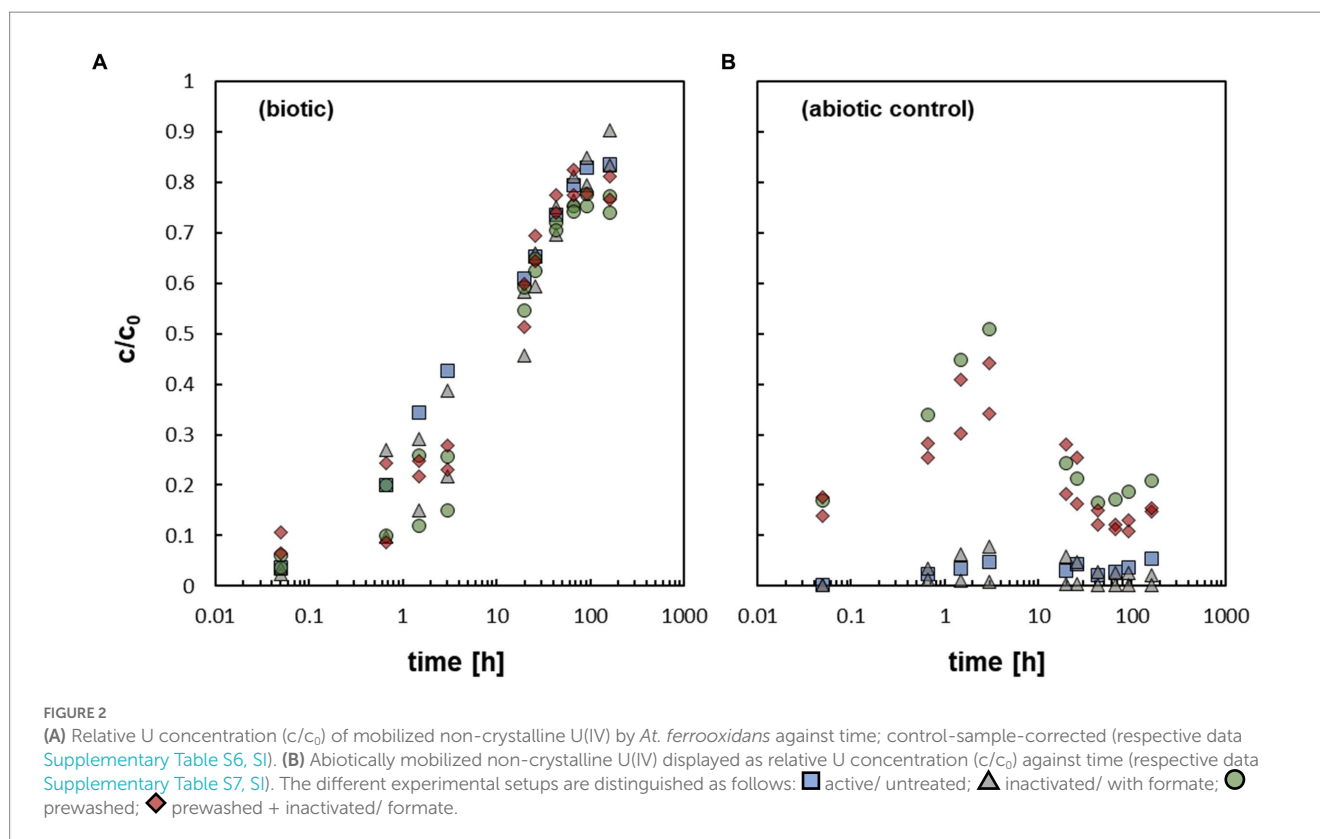 A
B
(biotic)
(abiotic control)
1
0.9
0.8
0.7
0.6
0.5
0.4
0.3
0.2
0.1
0
c/c₀
0.01 0.1 1 10 100 1000
0.01 0.1 1 10 100 1000
time [h]
time [h]
FIGURE 2
(A) Relative U concentration (c/c₀) of mobilized non-crystalline U(IV) by At. ferrooxidans against time; control-sample-corrected (respective data
Supplementary Table S6, SI). (B) Abiotically mobilized non-crystalline U(IV) displayed as relative U concentration (c/c₀) against time (respective data
Supplementary Table S7, SI). The different experimental setups are distinguished as follows: active/ untreated; inactivated/ with formate;
prewashed; prewashed + inactivated/ formate.